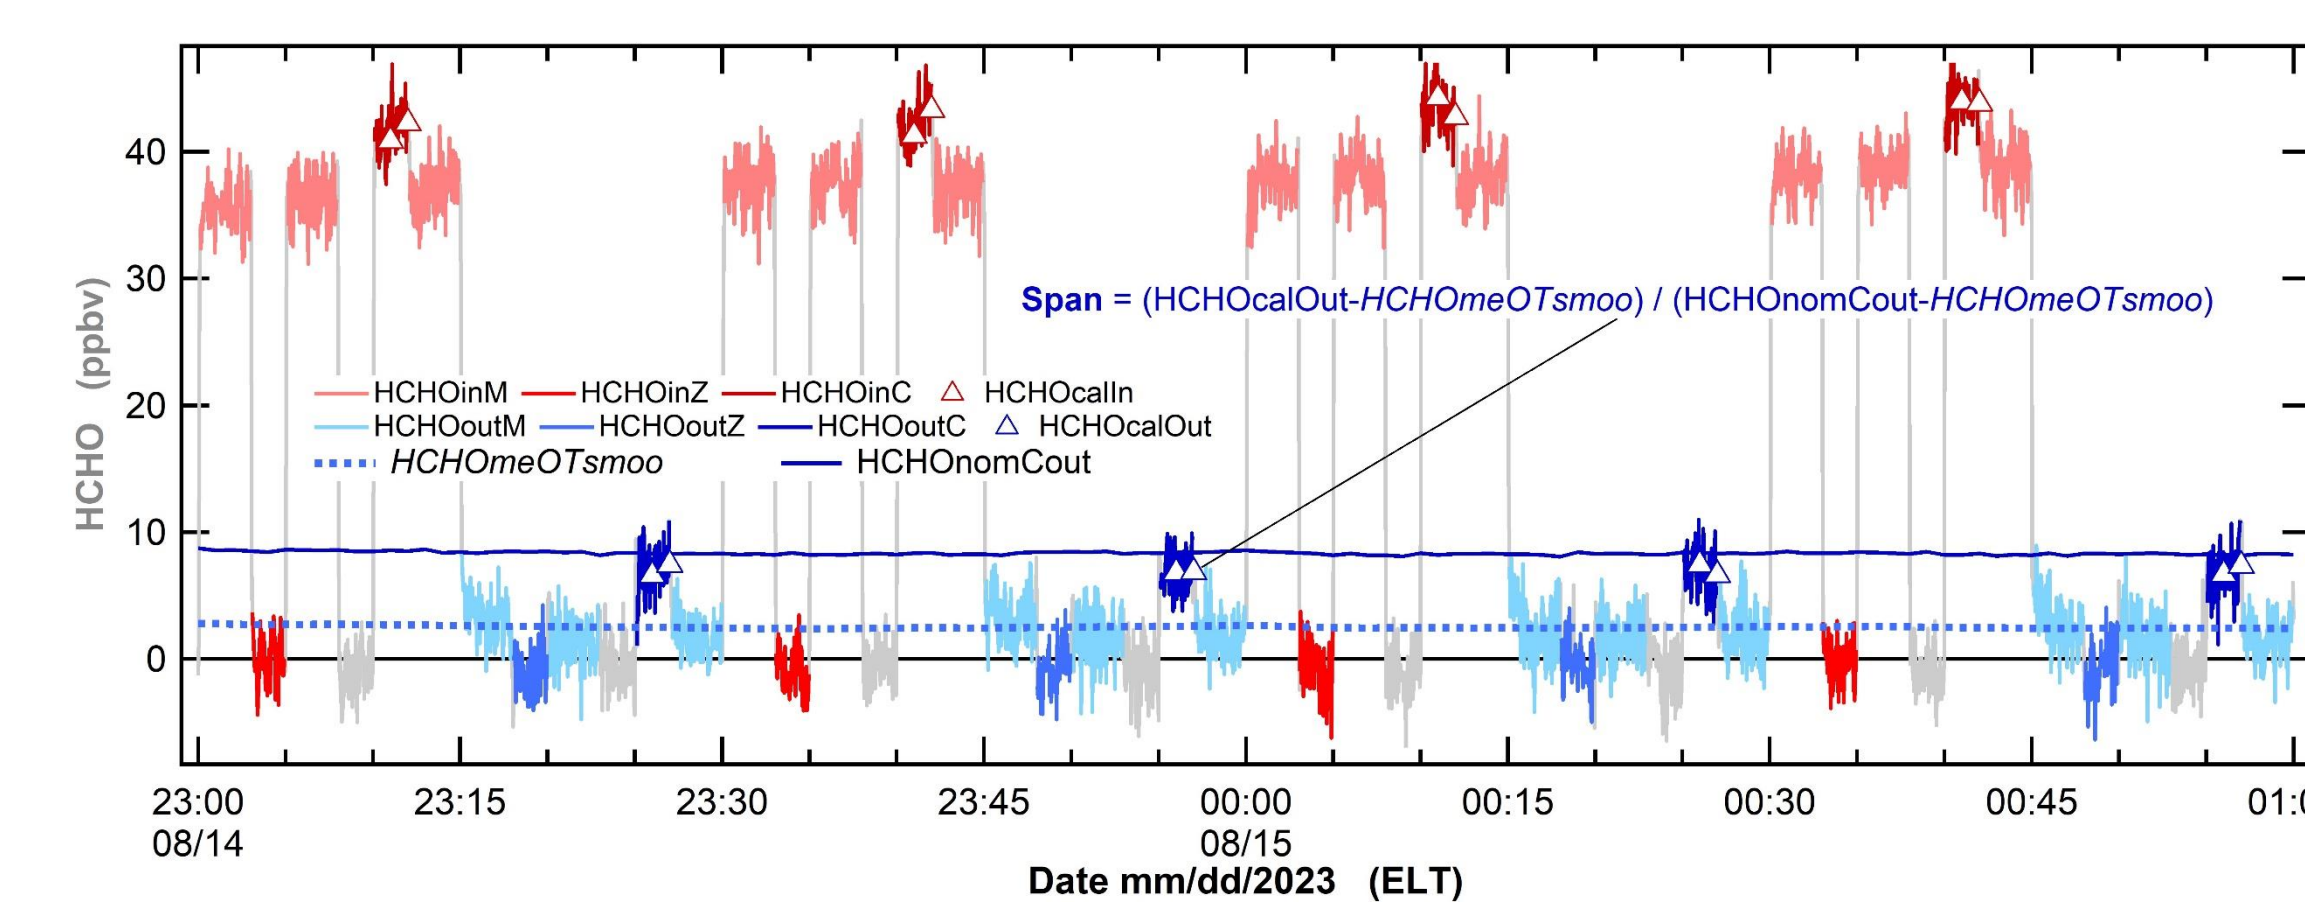 40
30
Span = (HCHOcalOut-HCHOmeOTsmoo) / (HCHOnomCout-HCHOmeOTsmoo)
HCHOinM HCHOinZ HCHOinC HCHOcalIn
20
HCHOoutM HCHOoutZ HCHOoutC HCHOcalOut
HCHOmeOTsmoo HCHOnomCout
10
0
HCHO (ppbv)
23:00 23:15 23:30 23:45 00:00 00:15 00:30 00:45 01:0
08/14 08/15
Date mm/dd/2023 (ELT)